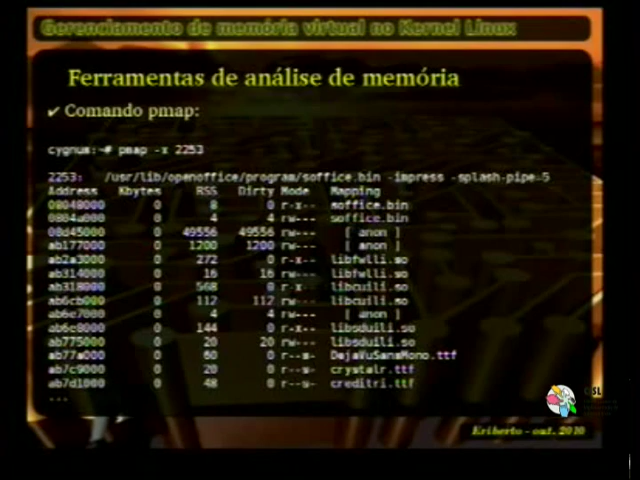 Gerenciamento de memória virtual no Kernel Linux
Ferramentas de análise de memória
✔ Comando pmap:
cygnus:~# pmap -x 2253
2253: /usr/lib/openoffice/program/soffice.bin -impress -splash-pipe=5
Address Kbytes RSS Dirty Mode Mapping
08048000 0 8 0 r-x-- soffice.bin
0804a000 0 4 4 rw--- soffice.bin
08d45000 0 49556 49556 rw--- [ anon ]
ab177000 0 1200 1200 rw--- [ anon ]
ab2a3000 0 272 0 r-x-- libfwlli.so
ab314000 0 16 16 rw--- libfwlli.so
ab318000 0 568 0 r-x-- libcuili.so
ab6cb000 0 112 112 rw--- libcuili.so
ab6e7000 0 4 4 rw--- [ anon ]
ab6e8000 0 144 0 r-x-- libsduili.so
ab775000 0 20 20 rw--- libsduili.so
ab77a000 0 60 0 r--s- DejaVuSansMono.ttf
ab7c9000 0 20 0 r--s- crystalr.ttf
ab7d1000 0 48 0 r--s- creditri.ttf
...
Eriberto - out. 2010